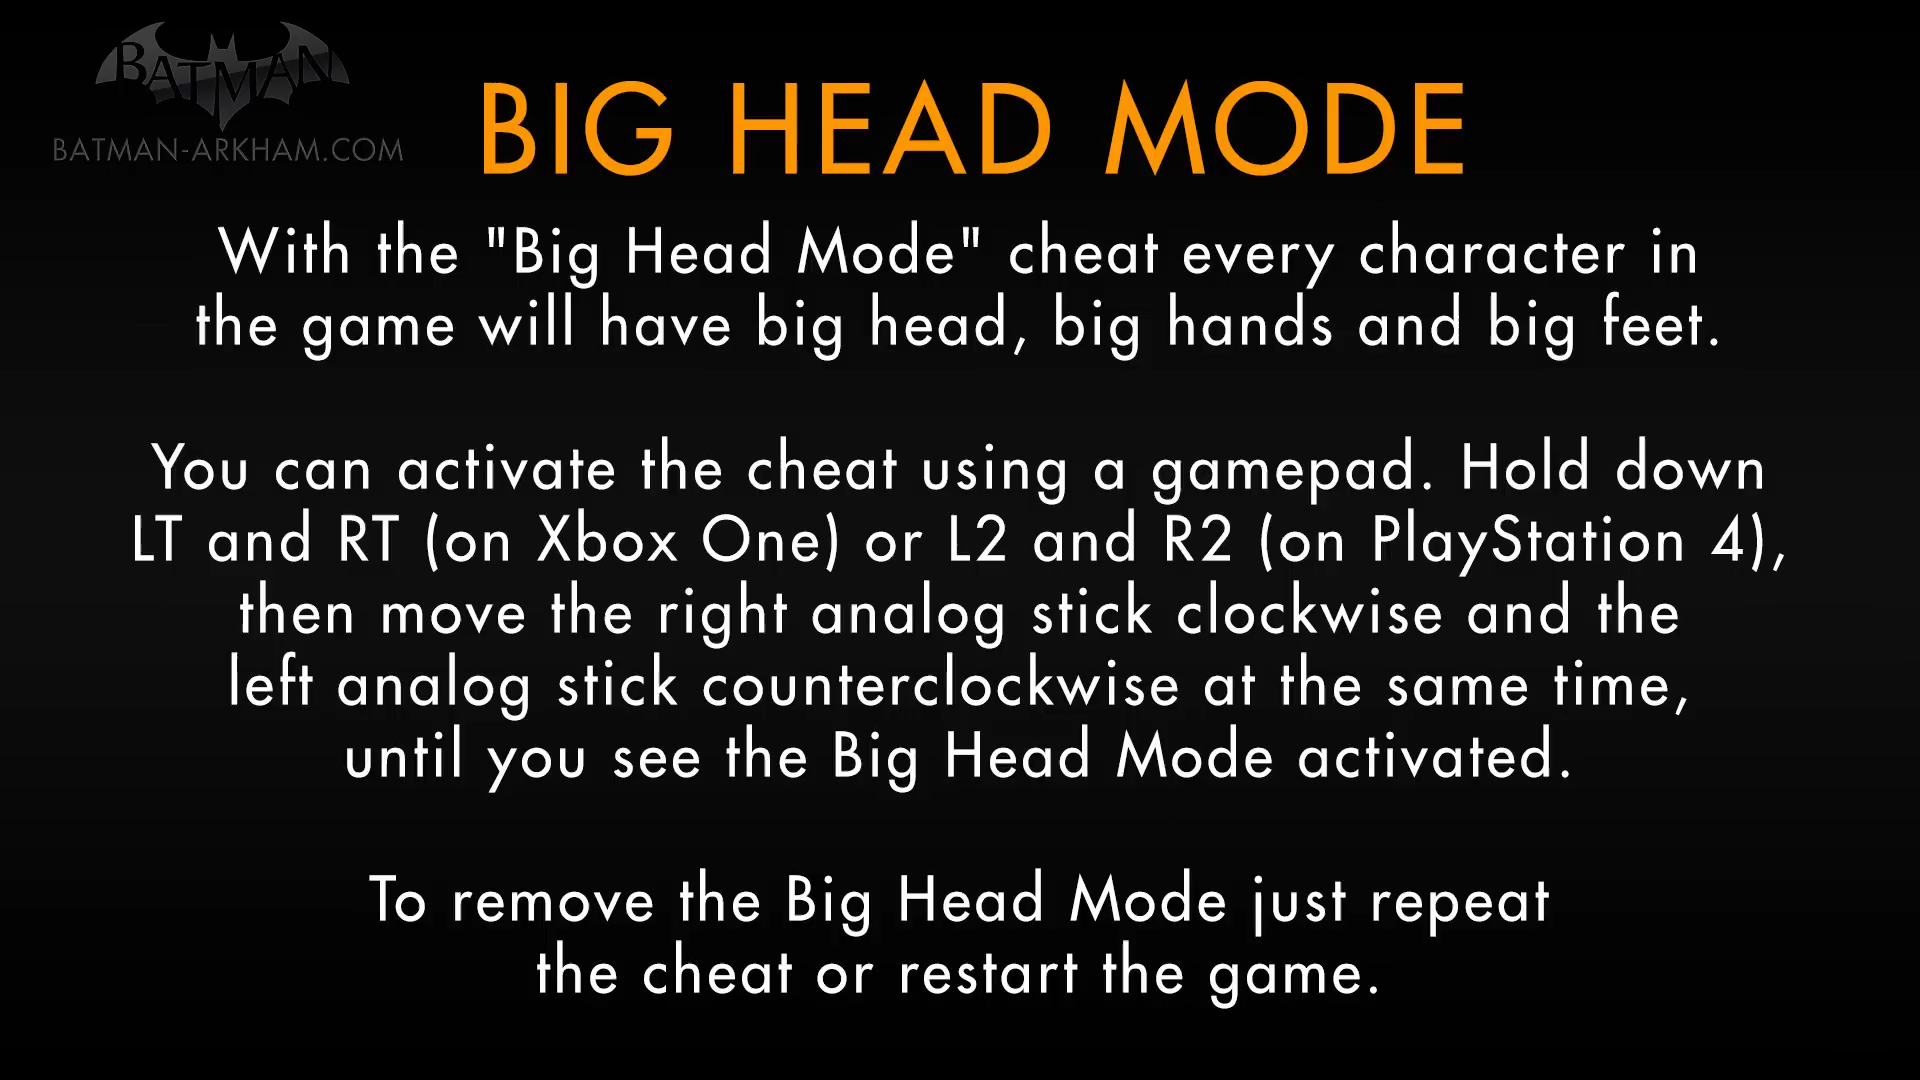 BATMAN
BATMAN-ARKHAM.COM
BIG HEAD MODE
With the "Big Head Mode" cheat every character in
the game will have big head, big hands and big feet.
You can activate the cheat using a gamepad. Hold down
LT and RT (on Xbox One) or L2 and R2 (on PlayStation 4),
then move the right analog stick clockwise and the
left analog stick counterclockwise at the same time,
until you see the Big Head Mode activated.
To remove the Big Head Mode just repeat
the cheat or restart the game.